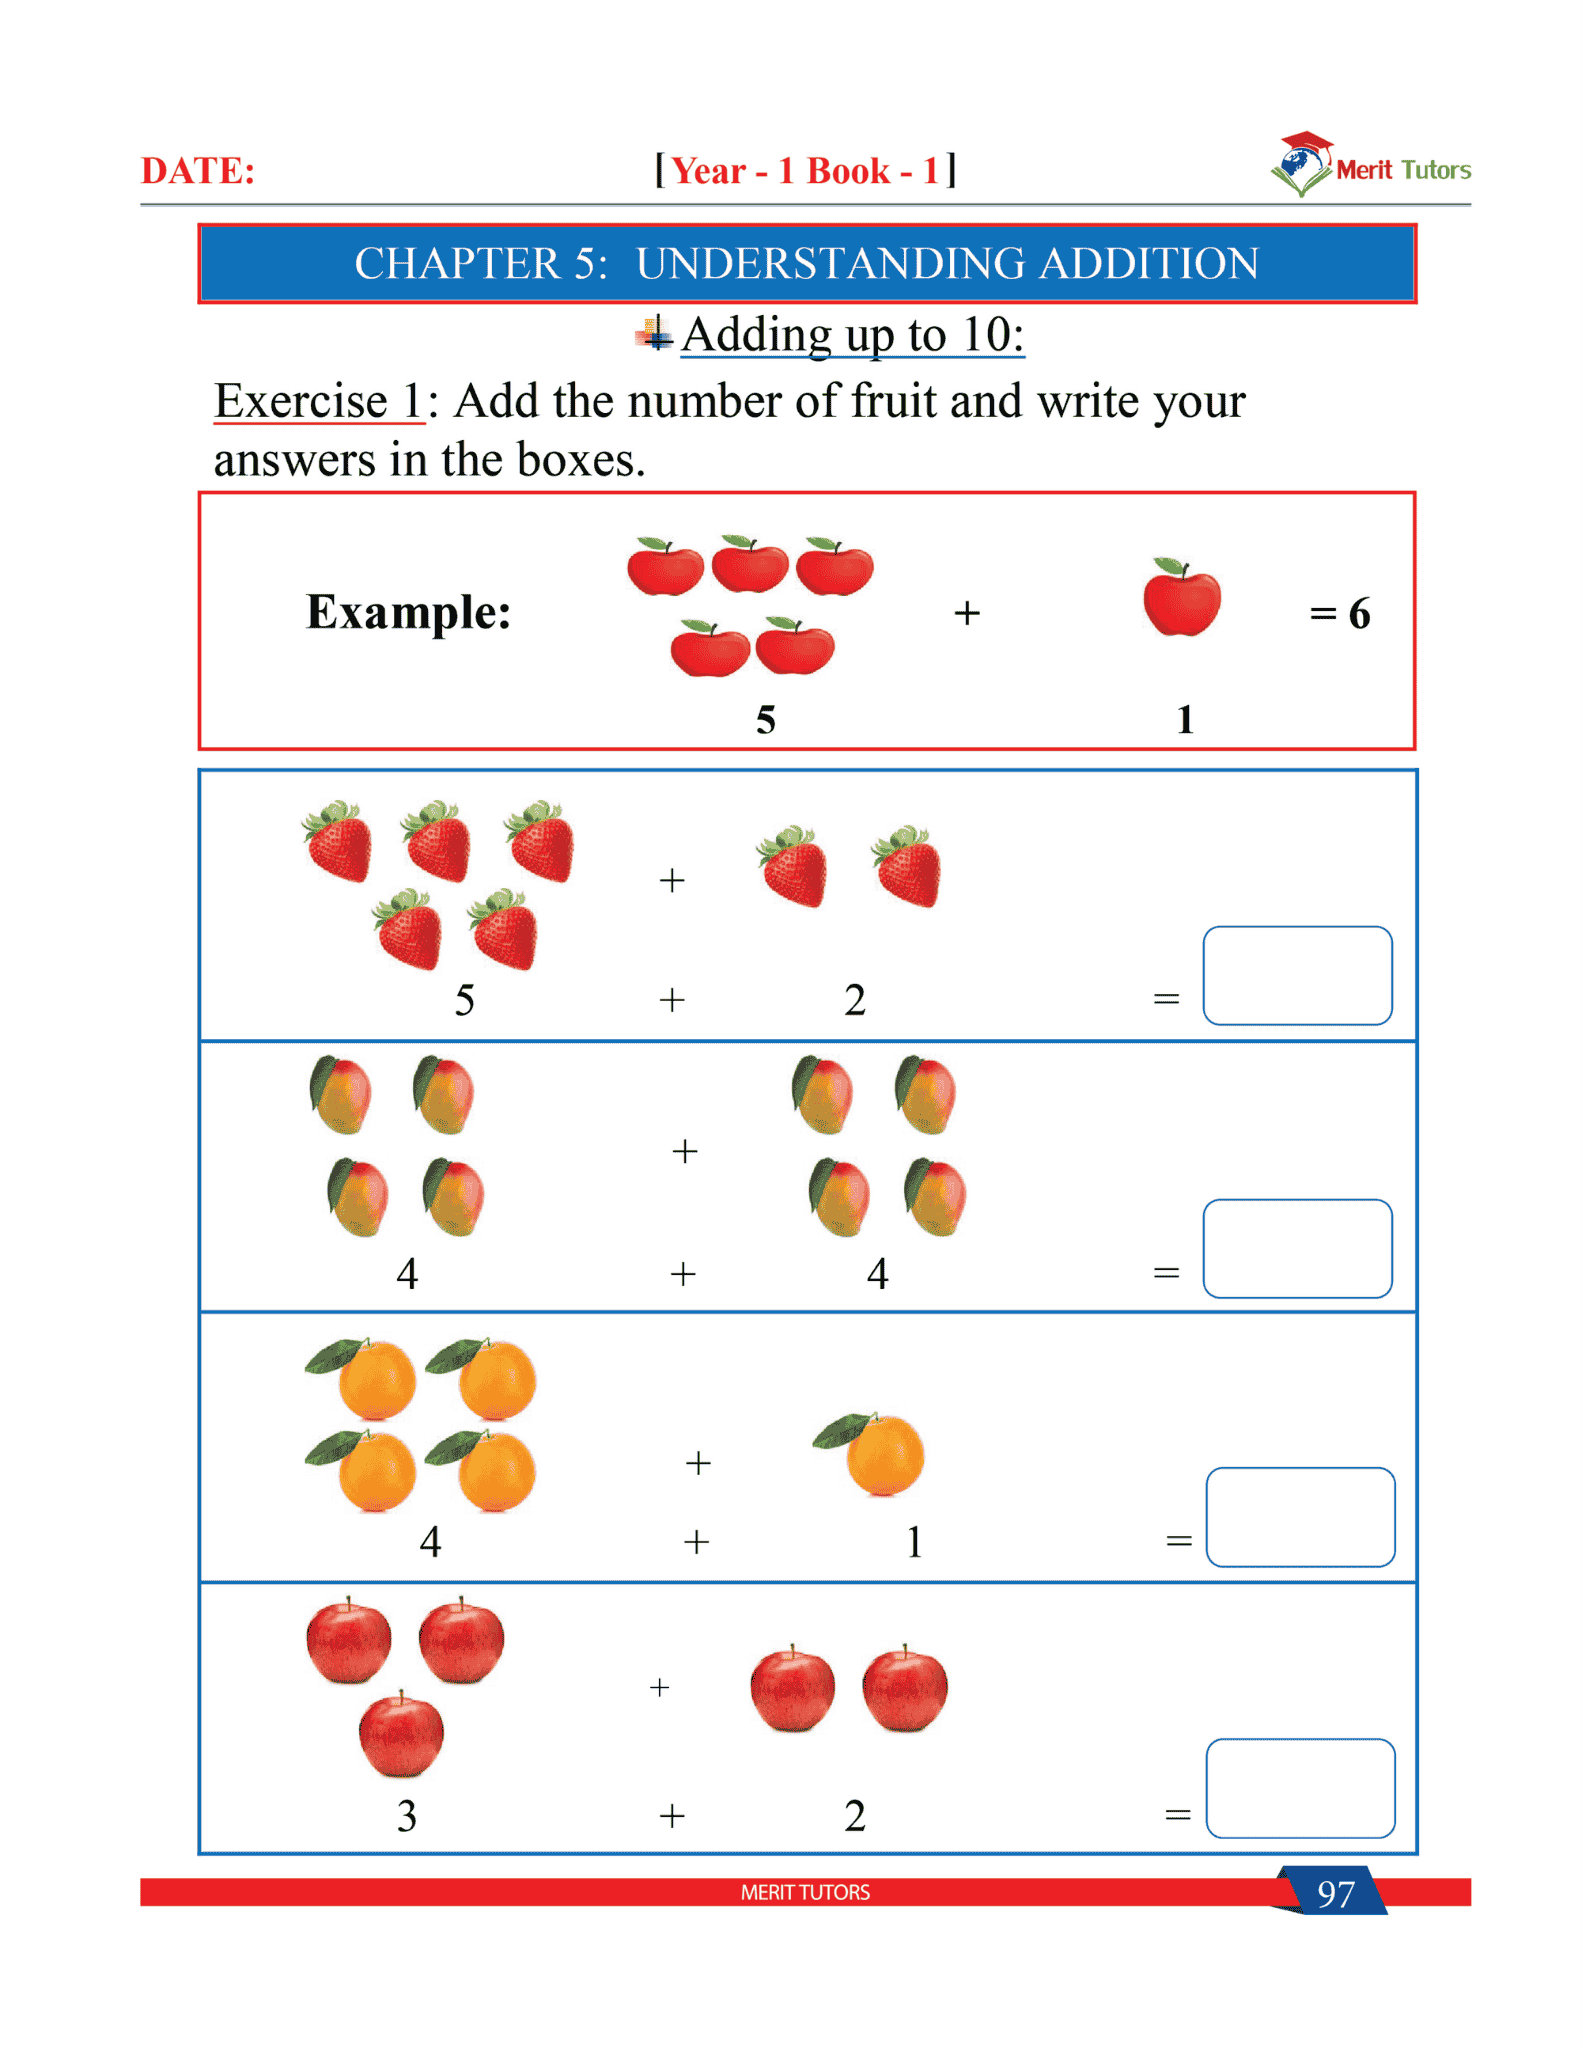 DATE:
[Year - 1 Book - 1]
Merit Tutors
CHAPTER 5: UNDERSTANDING ADDITION
Adding up to 10:
Exercise 1: Add the number of fruit and write your
answers in the boxes.
Example: + = 6
5 1
+
5 + 2 =
+
4 + 4 =
+
4 + 1 =
+
3 + 2 =
MERIT TUTORS
97